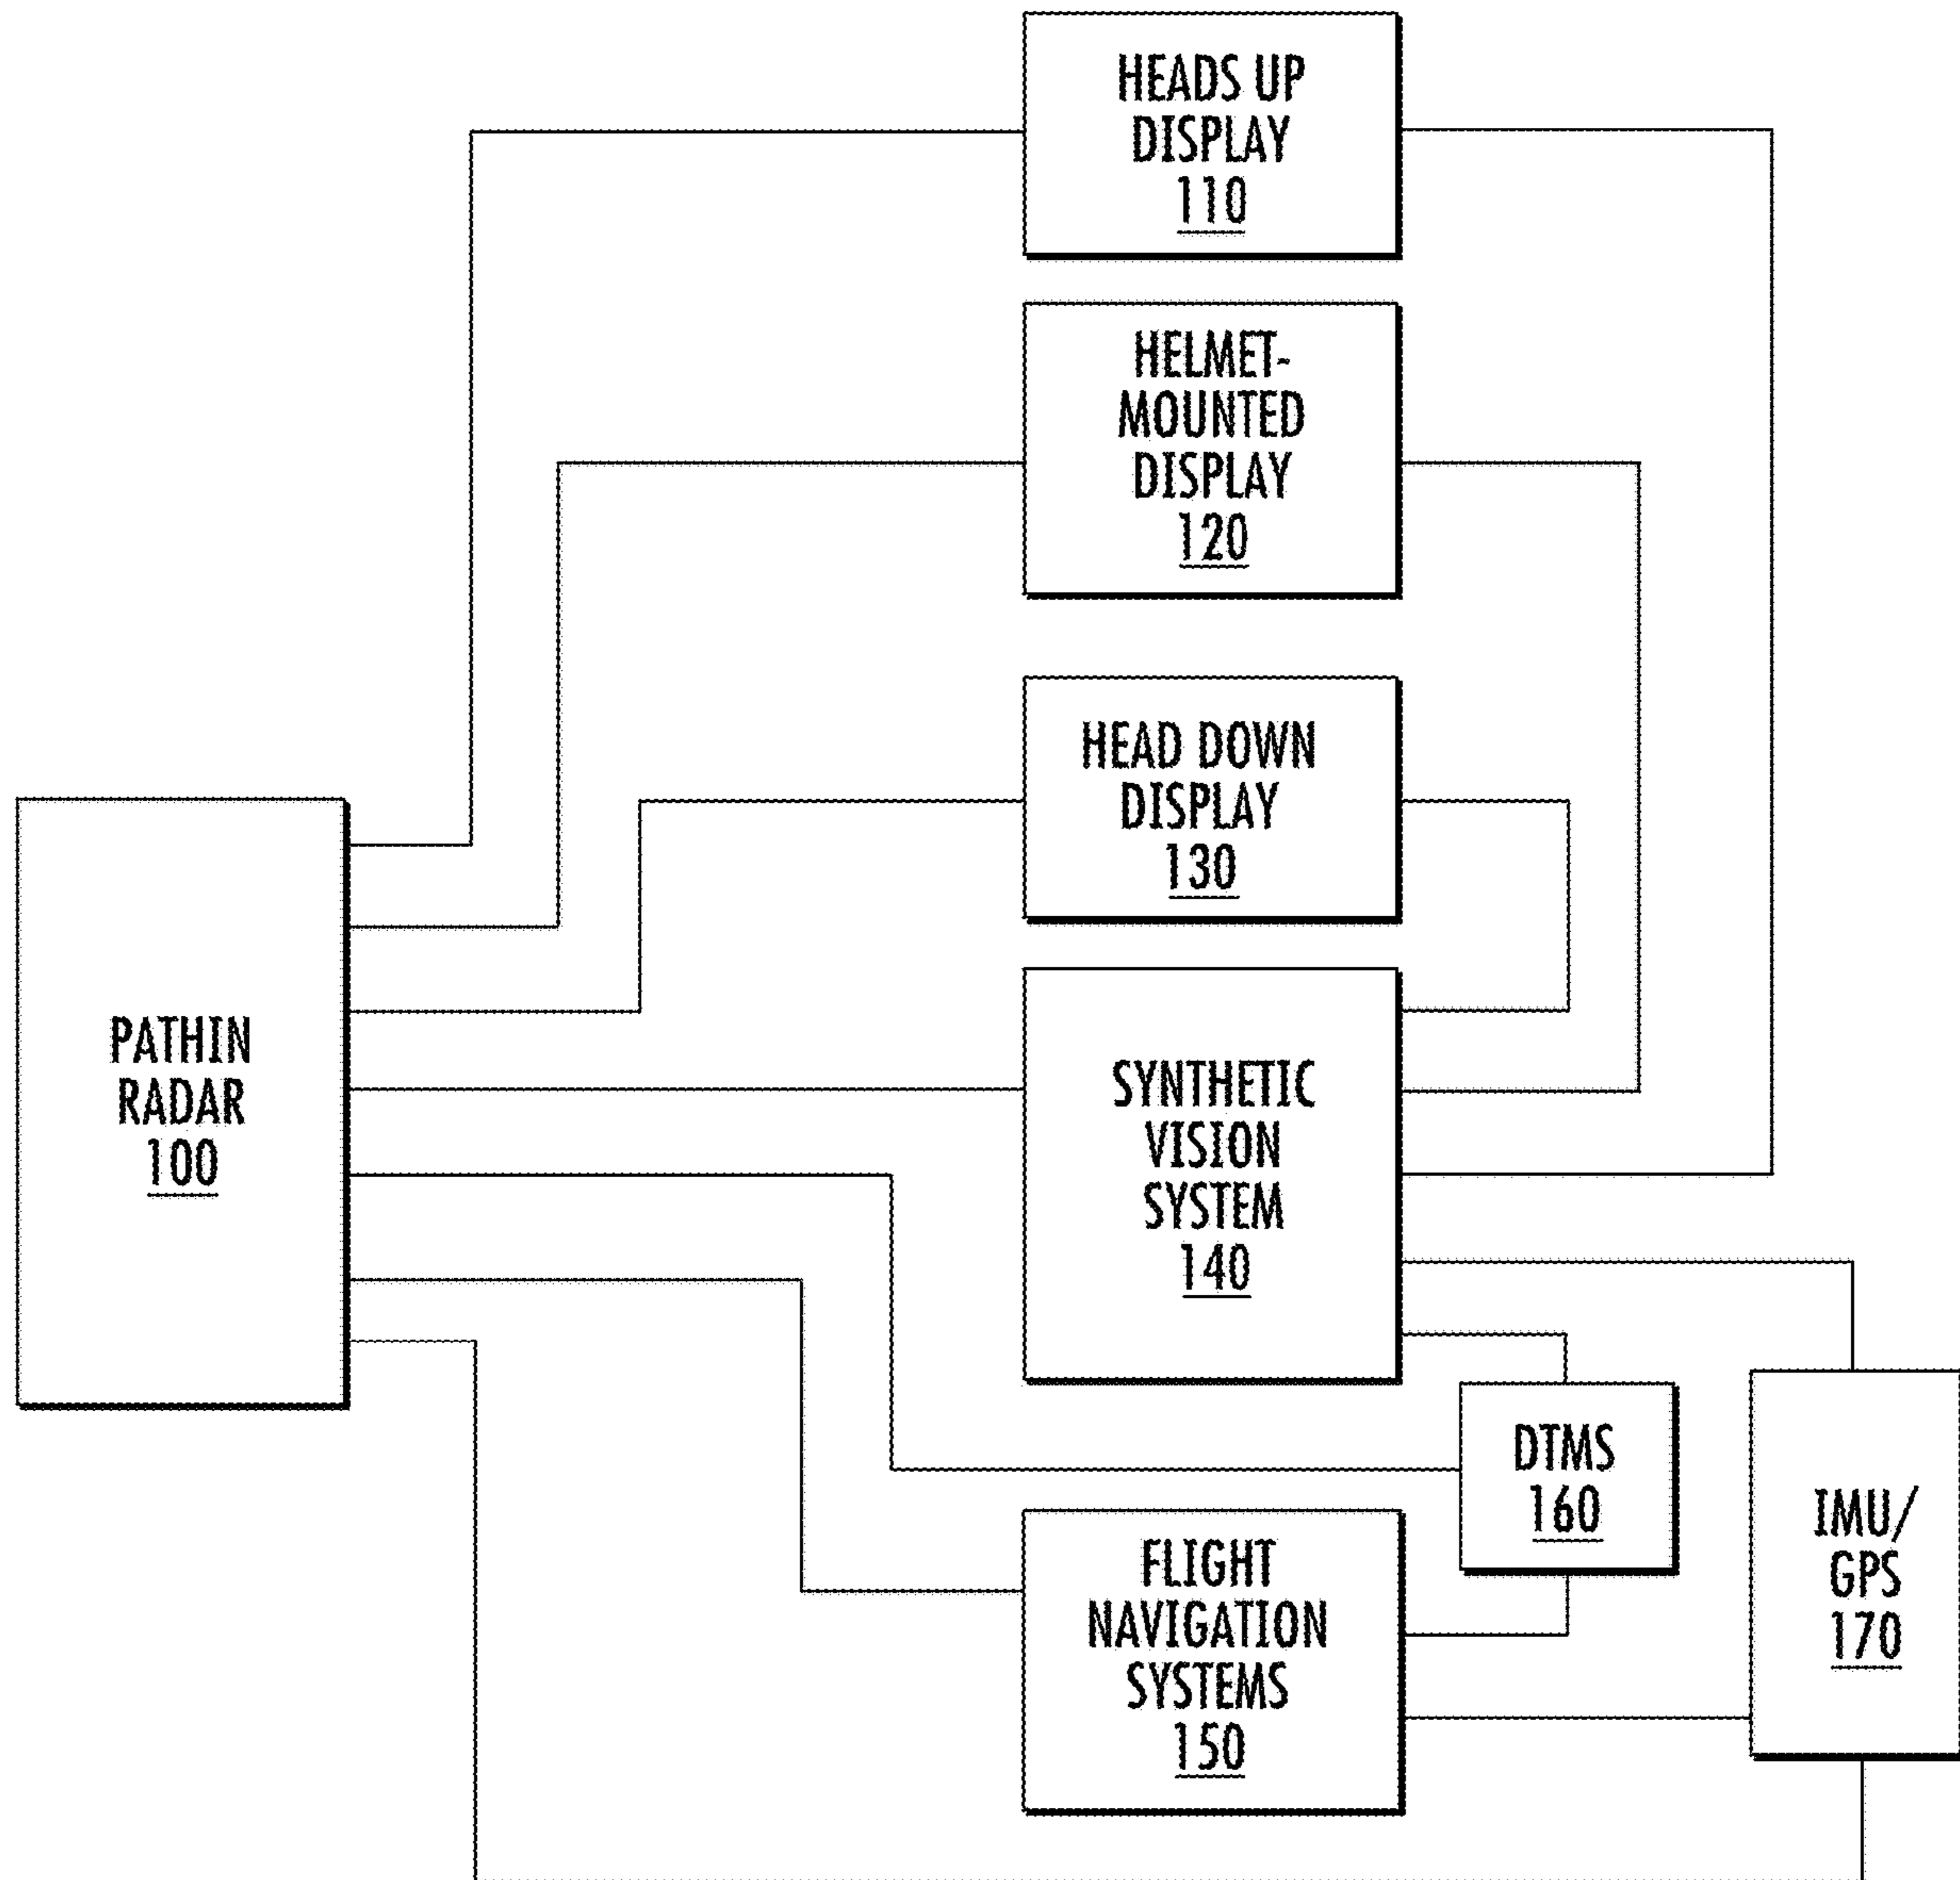 HEADS UP
DISPLAY
110
HELMET-
MOUNTED
DISPLAY
120
HEAD DOWN
DISPLAY
130
PATHIN
RADAR
100
SYNTHETIC
VISION
SYSTEM
140
DTMS
160
IMU/
GPS
170
FLIGHT
NAVIGATION
SYSTEMS
150